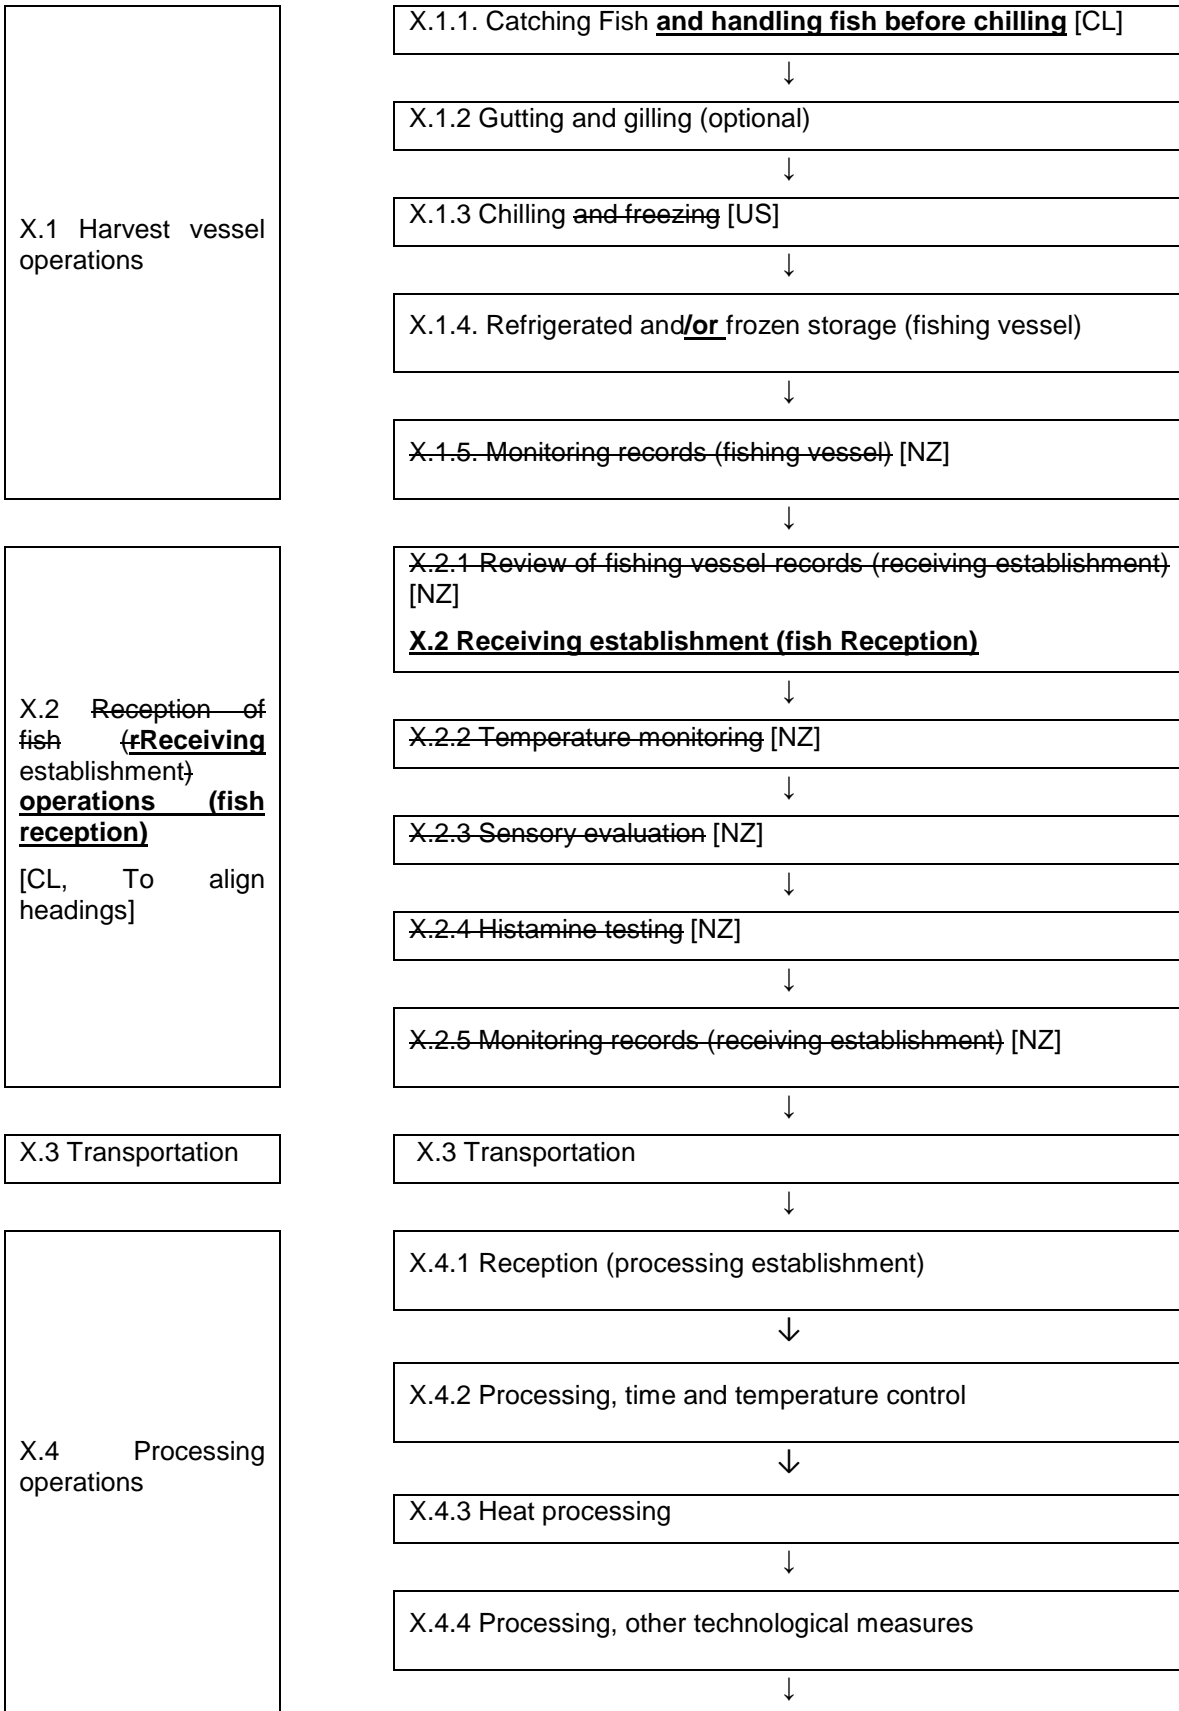 X.1 Harvest vessel
operations
X.1.1. Catching Fish and handling fish before chilling [CL]
↓
X.1.2 Gutting and gilling (optional)
↓
X.1.3 Chilling and freezing [US]
↓
X.1.4. Refrigerated and/or frozen storage (fishing vessel)
↓
X.1.5. Monitoring records (fishing vessel) [NZ]
↓
X.2 Reception of
fish (rReceiving
establishment)
operations (fish
reception)
[CL, To align
headings]
X.2.1 Review of fishing vessel records (receiving establishment)
[NZ]
X.2 Receiving establishment (fish Reception)
↓
X.2.2 Temperature monitoring [NZ]
↓
X.2.3 Sensory evaluation [NZ]
↓
X.2.4 Histamine testing [NZ]
↓
X.2.5 Monitoring records (receiving establishment) [NZ]
↓
X.3 Transportation
X.3 Transportation
↓
X.4 Processing
operations
X.4.1 Reception (processing establishment)
↓
X.4.2 Processing, time and temperature control
↓
X.4.3 Heat processing
↓
X.4.4 Processing, other technological measures
↓